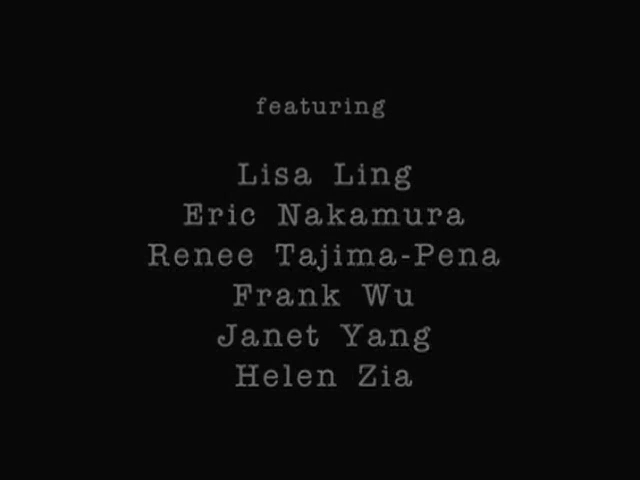 featuring
Lisa Ling
Eric Nakamura
Renee Tajima-Pena
Frank Wu
Janet Yang
Helen Zia